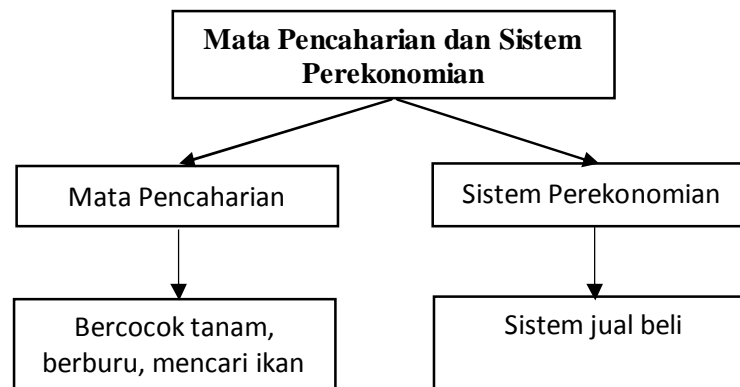 Mata Pencaharian dan Sistem
Perekonomian
Mata Pencaharian
Sistem Perekonomian
Bercocok tanam,
berburu, mencari ikan
Sistem jual beli